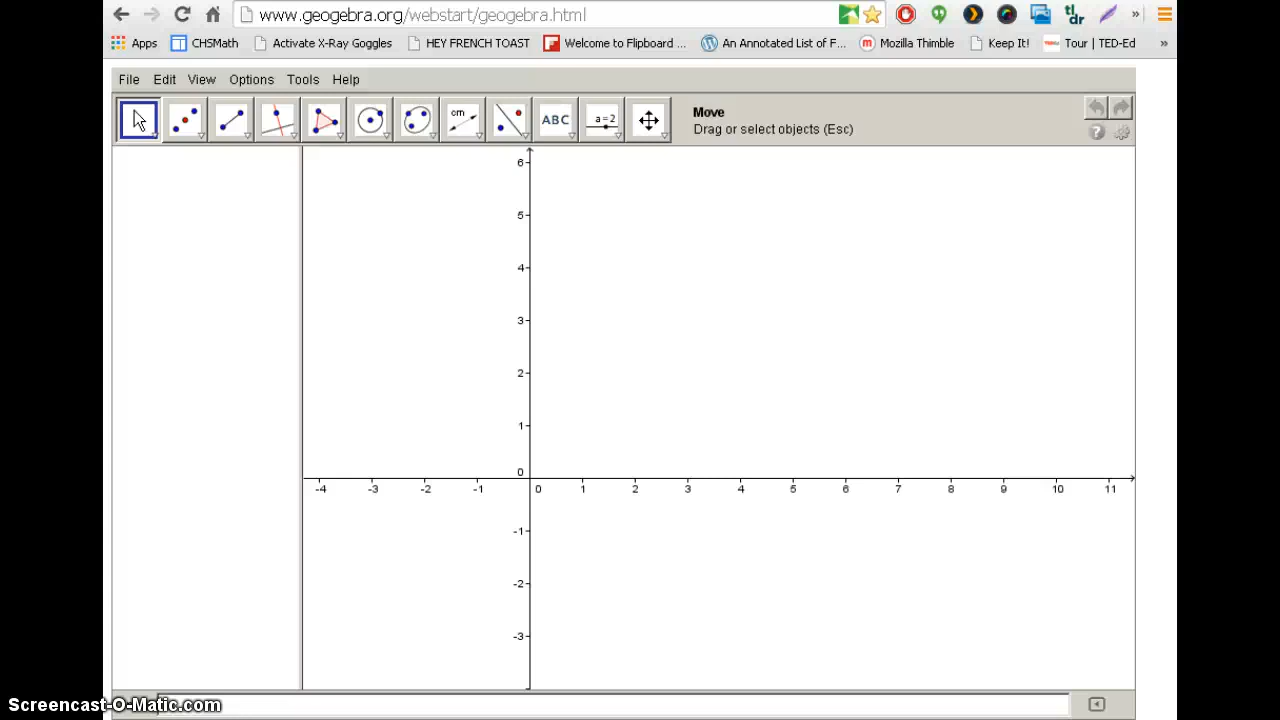 www.geogebra.org/webstart/geogebra.html
tl;dr »
Apps CHSMath Activate X-Ray Goggles HEY FRENCH TOAST Welcome to Flipboard ... An Annotated List of F... Mozilla Thimble Keep It! Tour | TED-Ed »
File Edit View Options Tools Help
cm ABC a=2
Move
Drag or select objects (Esc)
6
5
4
3
2
1
0
-4 -3 -2 -1 0 1 2 3 4 5 6 7 8 9 10 11
-1
-2
-3
Screencast-O-Matic.com